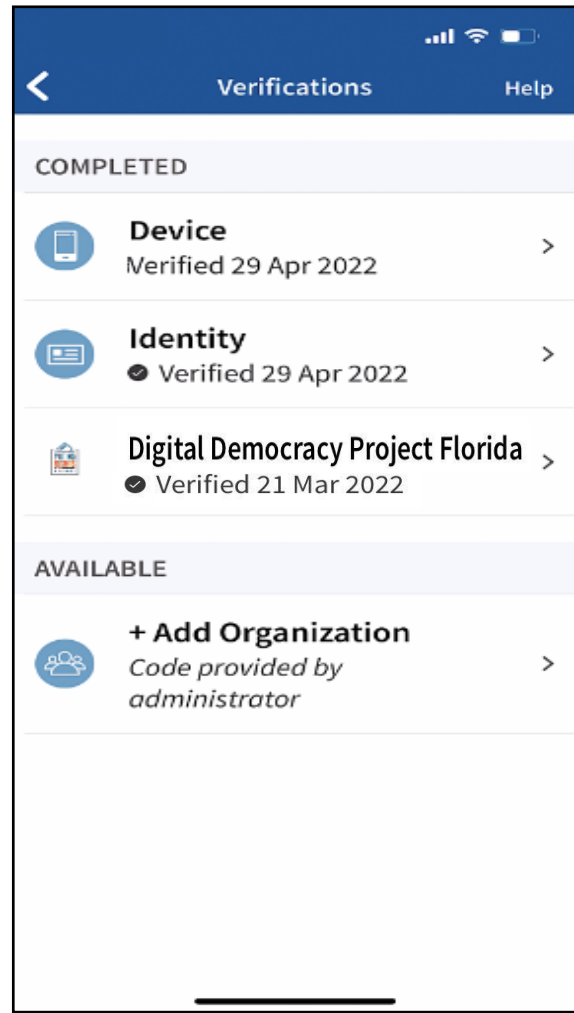 Verifications
Help
COMPLETED
Device
Verified 29 Apr 2022
Identity
Verified 29 Apr 2022
Digital Democracy Project Florida
Verified 21 Mar 2022
AVAILABLE
+ Add Organization
Code provided by
administrator